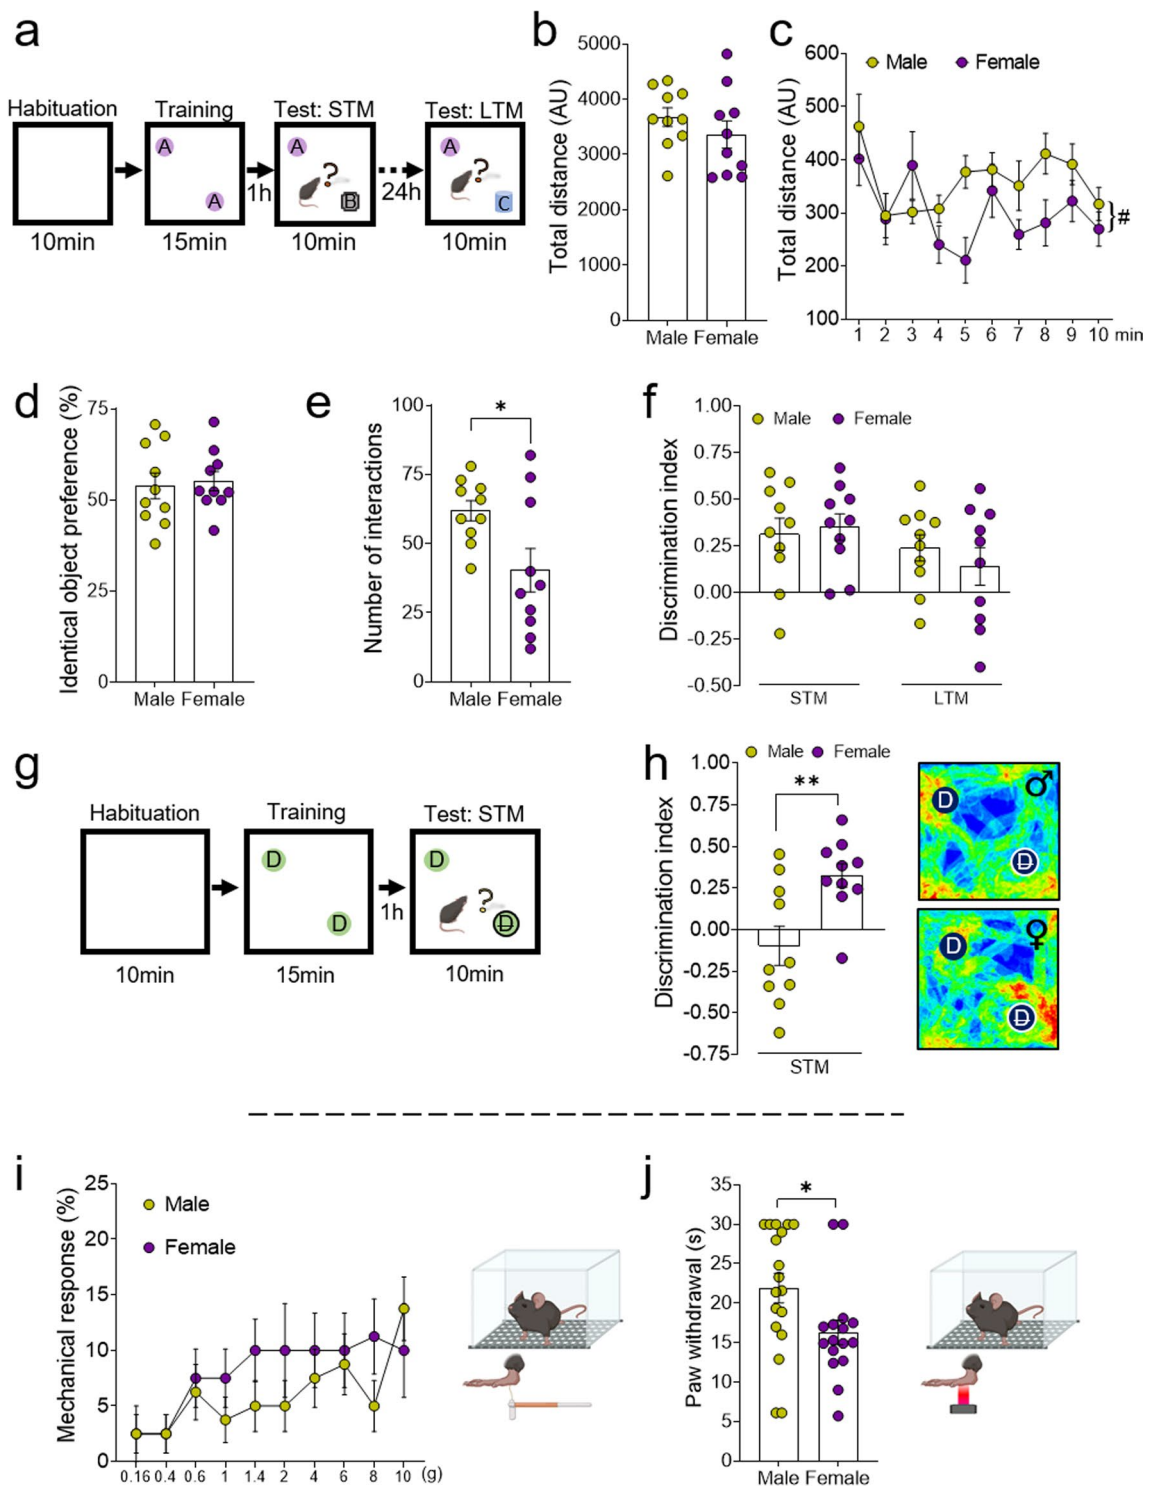 a
Habituation
Training
Test: STM
Test: LTM
A
A
A
?
B
A
?
C
1h
24h
10min
15min
10min
10min
b
Total distance (AU)
5000
4000
3000
2000
1000
0
Male Female
c
Total distance (AU)
Male Female
600
500
400
300
200
100
#
1 2 3 4 5 6 7 8 9 10 min
d
Identical object preference (%)
75
50
25
0
Male Female
e
Number of interactions
100
75
50
25
0
*
Male Female
f
Discrimination index
Male Female
1.00
0.75
0.50
0.25
0.00
-0.25
-0.50
STM LTM
g
Habituation
Training
Test: STM
D
D
D
?
D
1h
10min
15min
10min
h
Discrimination index
Male Female
1.00
0.75
0.50
0.25
0.00
-0.25
-0.50
-0.75
**
STM
D
♂
D
D
♀
D
i
Mechanical response (%)
25
20
15
10
5
0
Male
Female
0.16 0.4 0.6 1 1.4 2 4 6 8 10 (g)
j
Paw withdrawal (s)
35
30
25
20
15
10
5
0
*
Male Female